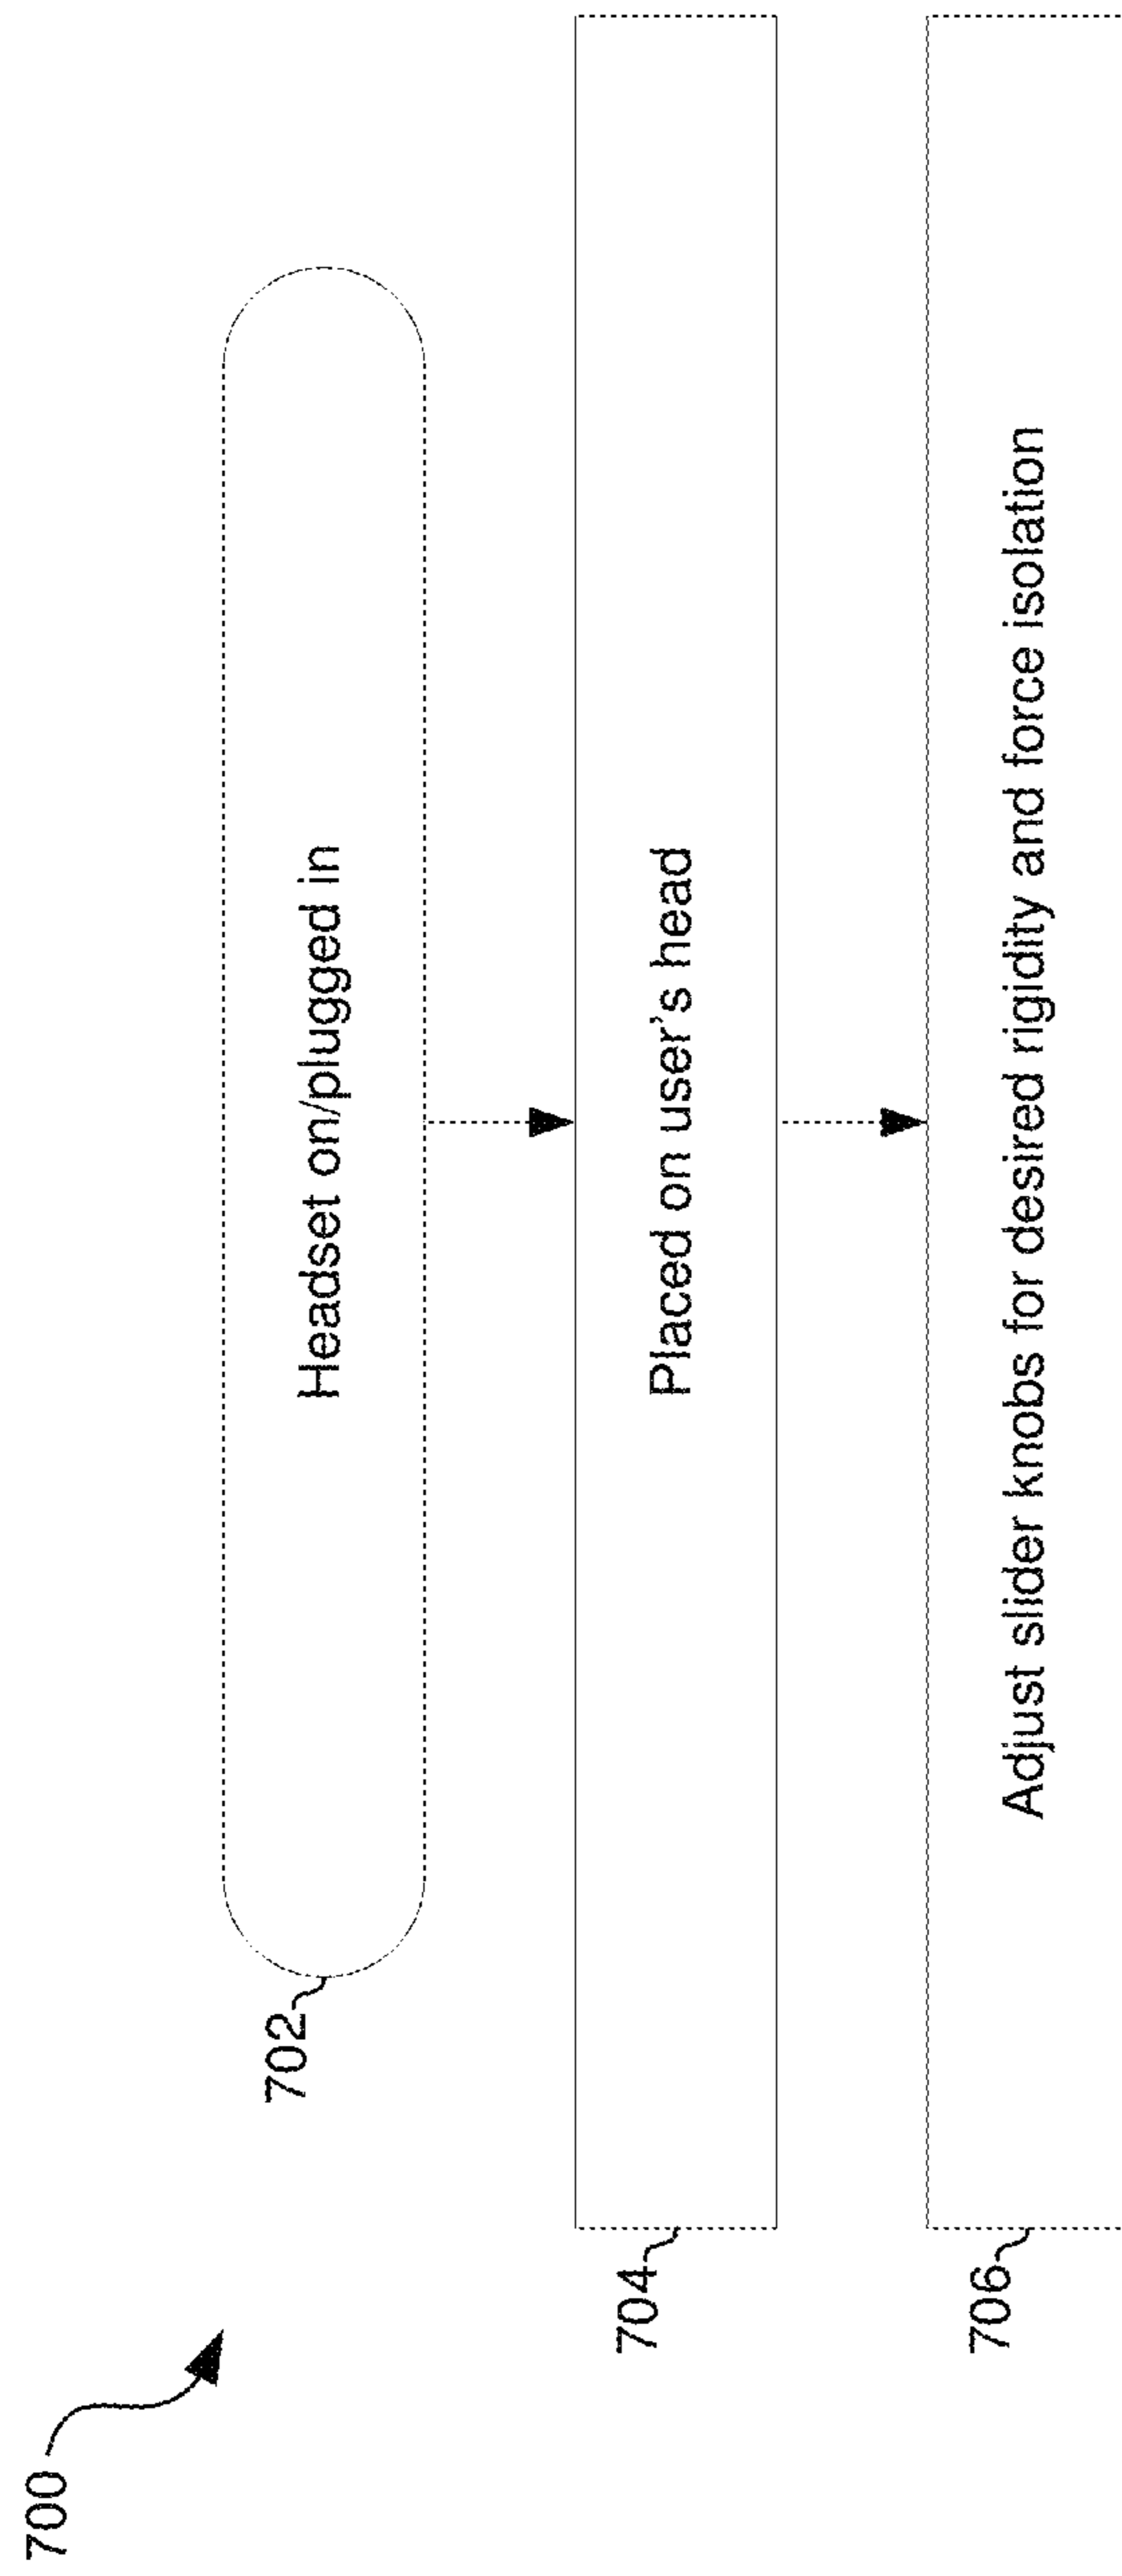 700
702
Headset on/plugged in
704
Placed on user's head
706
Adjust slider knobs for desired rigidity and force isolation